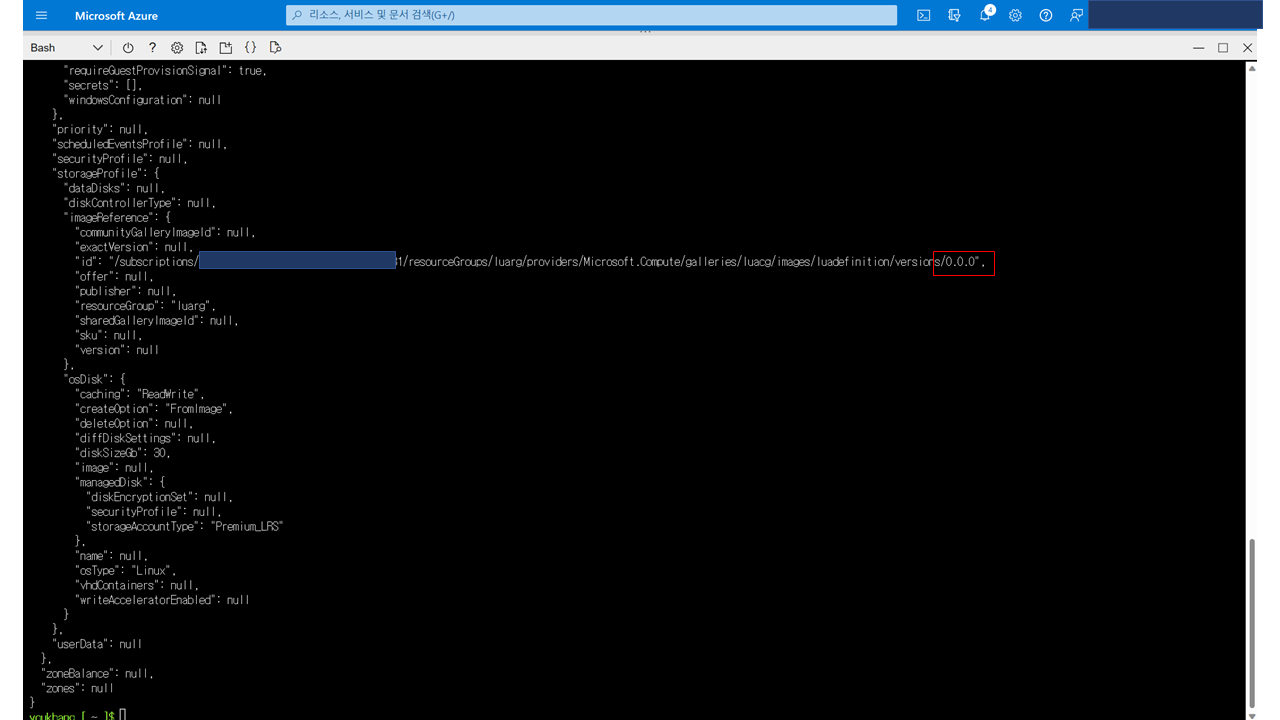 Microsoft Azure
리소스, 서비스 및 문서 검색(G+/)
4
Bash
"requireGuestProvisionSignal": true,
"secrets": [],
"windowsConfiguration": null
},
"priority": null,
"scheduledEventsProfile": null,
"securityProfile": null,
"storageProfile": {
"dataDisks": null,
"diskControllerType": null,
"imageReference": {
"communityGalleryImageId": null,
"exactVersion": null,
"id": "/subscriptions/ 1/resourceGroups/luarg/providers/Microsoft.Compute/galleries/luacg/images/luadefinition/versions/0.0.0",
"offer": null,
"publisher": null,
"resourceGroup": "luarg",
"sharedGalleryImageId": null,
"sku": null,
"version": null
},
"osDisk": {
"caching": "ReadWrite",
"createOption": "FromImage",
"deleteOption": null,
"diffDiskSettings": null,
"diskSizeGb": 30,
"image": null,
"managedDisk": {
"diskEncryptionSet": null,
"securityProfile": null,
"storageAccountType": "Premium_LRS"
},
"name": null,
"osType": "Linux",
"vhdContainers": null,
"writeAcceleratorEnabled": null
}
},
"userData": null
},
"zoneBalance": null,
"zones": null
}
[ ~ ]$